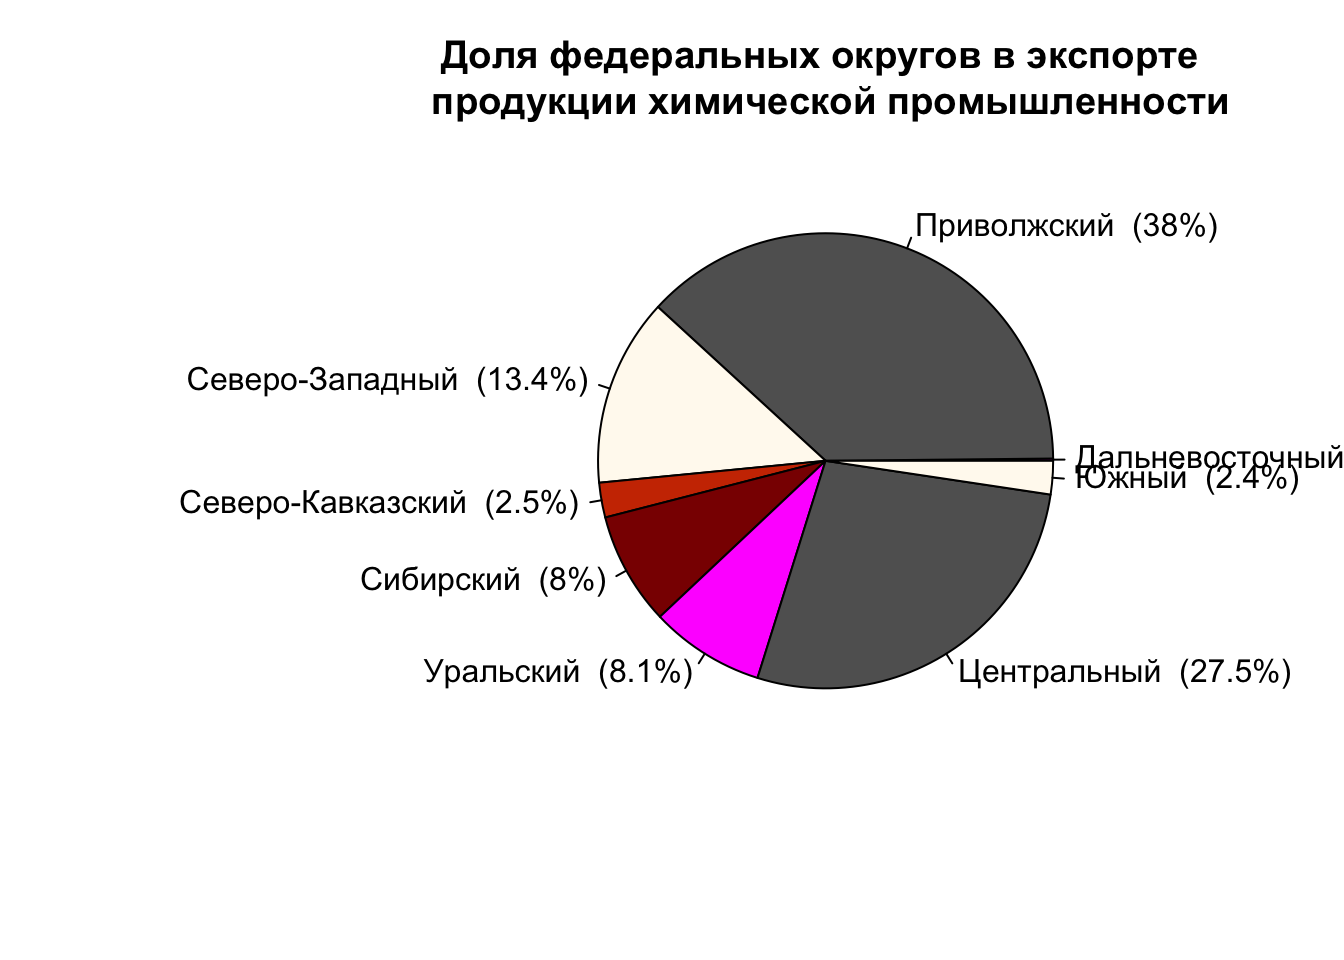 Доля федеральных округов в экспорте
продукции химической промышленности
Приволжский (38%)
Северо-Западный (13.4%)
Дальневосточный
Южный (2.4%)
Северо-Кавказский (2.5%)
Сибирский (8%)
Уральский (8.1%)
Центральный (27.5%)